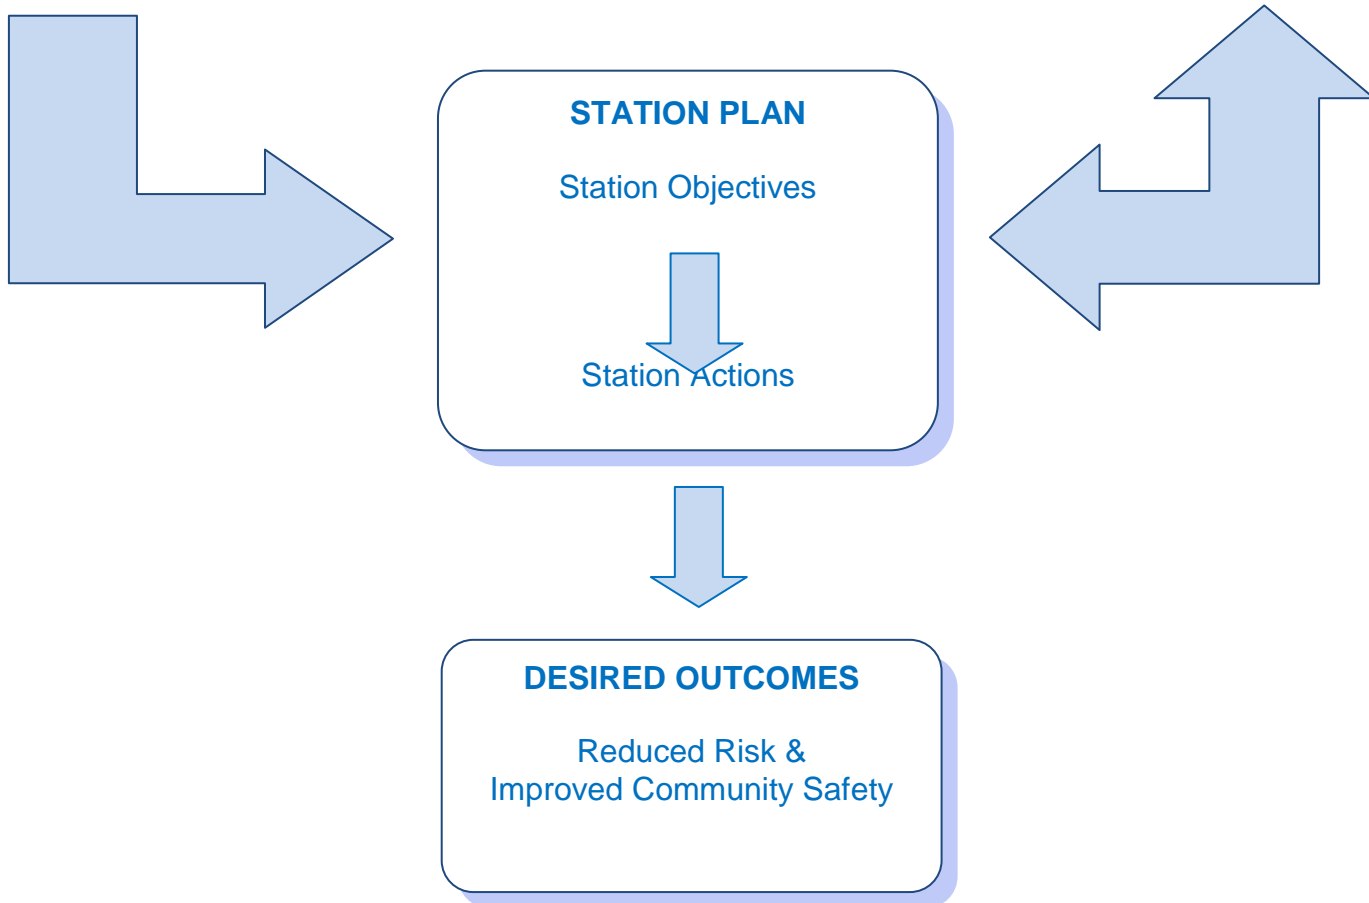 STATION PLAN
Station Objectives
Station Actions
DESIRED OUTCOMES
Reduced Risk &
Improved Community Safety